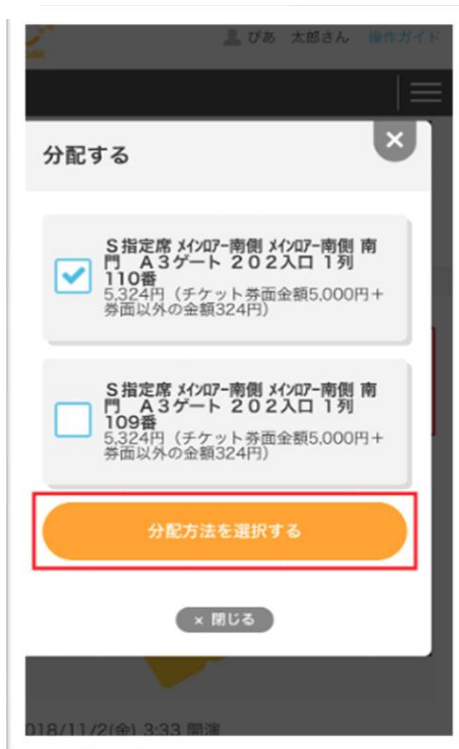 ぴあ 太郎さん 操作ガイド
分配する
S指定席 ﾒｲﾝﾛｱｰ南側 ﾒｲﾝﾛｱｰ南側 南
門 A3ゲート 202入口 1列
110番
5,324円（チケット券面金額5,000円＋
券面以外の金額324円）
S指定席 ﾒｲﾝﾛｱｰ南側 ﾒｲﾝﾛｱｰ南側 南
門 A3ゲート 202入口 1列
109番
5,324円（チケット券面金額5,000円＋
券面以外の金額324円）
分配方法を選択する
× 閉じる
018/11/2(金) 3:33 開演